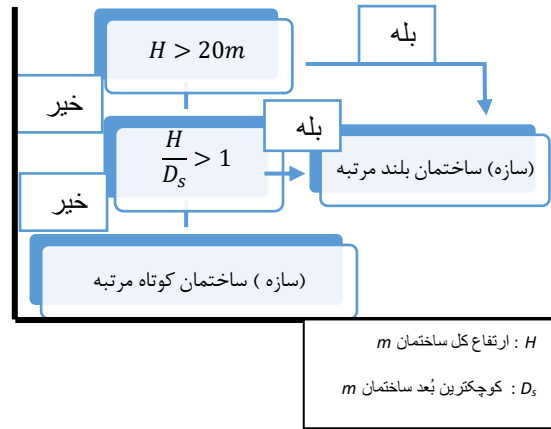 H > 20m
بله
خیر
H/D_s > 1
بله
(سازه) ساختمان بلند مرتبه
خیر
(سازه ) ساختمان کوتاه مرتبه
H : ارتفاع کل ساختمان m
D_s : کوچکترین بُعد ساختمان m